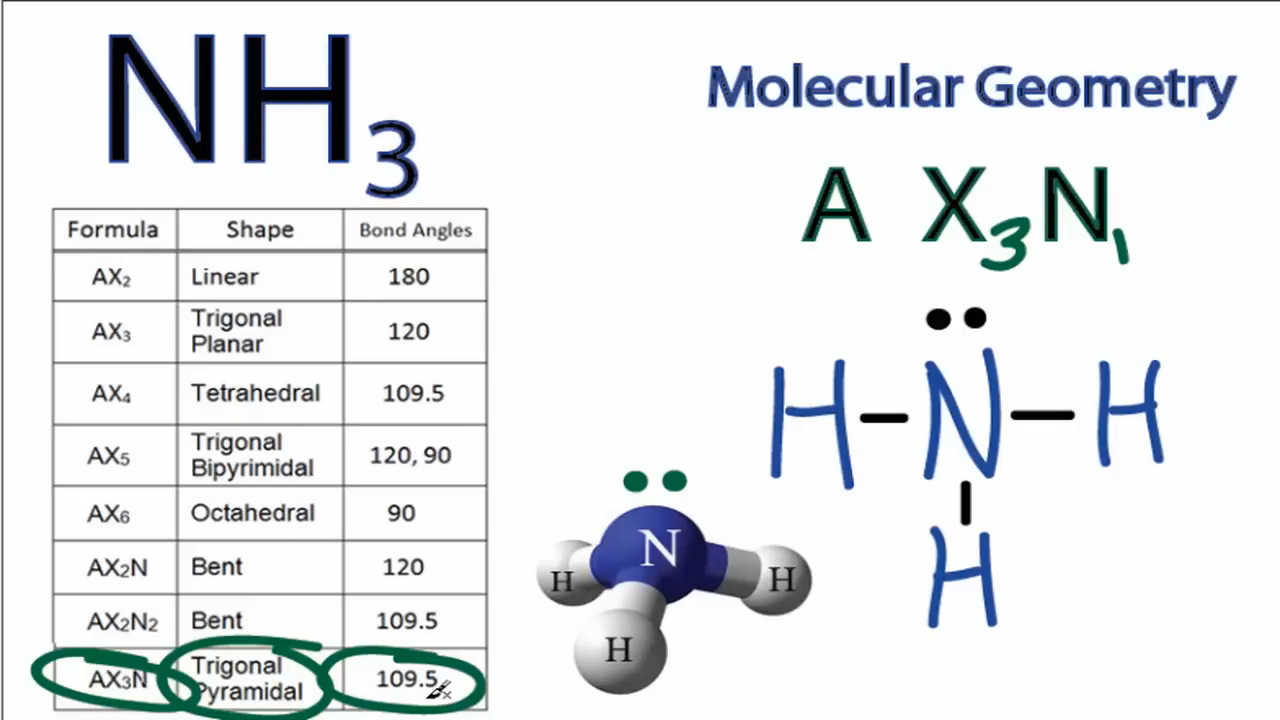 NH₃
Molecular Geometry
A X₃ N₁
Formula Shape Bond Angles
AX₂ Linear 180
AX₃ Trigonal Planar 120
AX₄ Tetrahedral 109.5
AX₅ Trigonal Bipyrimidal 120, 90
AX₆ Octahedral 90
AX₂N Bent 120
AX₂N₂ Bent 109.5
AX₃N Trigonal Pyramidal 109.5
H N H
H
N
H H
H